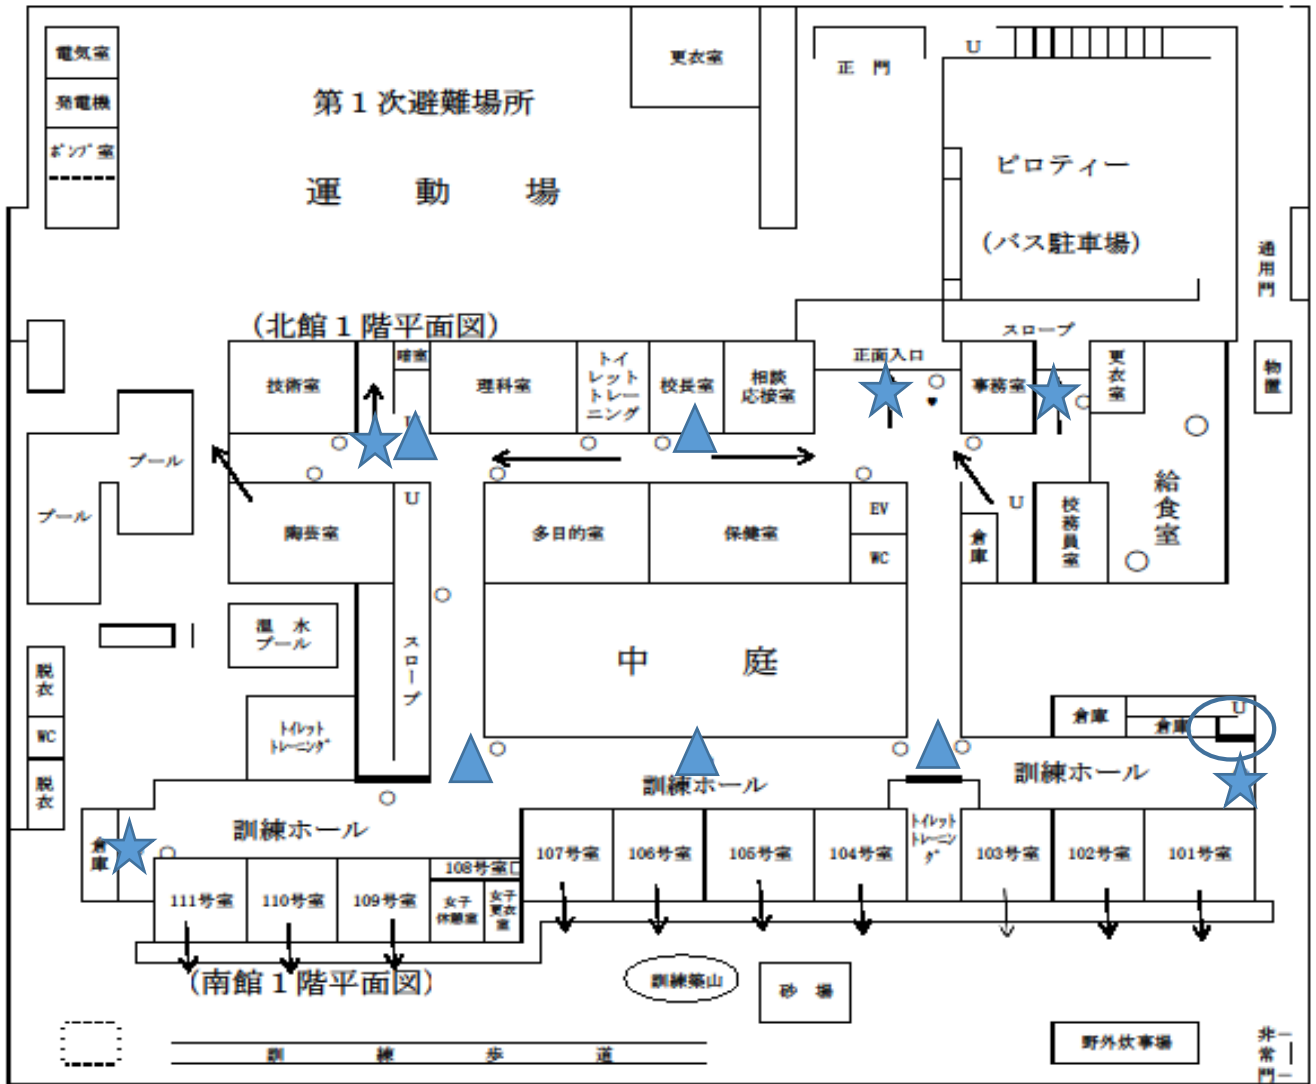 電気室
発電機
ポンプ室
第１次避難場所
運動場
更衣室
正門
U
ピロティー
(バス駐車場)
通用門
(北館１階平面図)
スロープ
技術室
暗室
理科室
トイレットトレーニング
校長室
相談
応接室
正面入口
事務室
更衣室
物置
プール
プール
陶芸室
U
多目的室
保健室
EV
WC
倉庫
U
校務員室
給食室
温水
プール
スロープ
中庭
脱衣
WC
脱衣
トイレット
トレーニング
倉庫
倉庫
U
訓練ホール
訓練ホール
訓練ホール
倉庫
トイレット
トレーニング
107号室
106号室
105号室
104号室
103号室
102号室
101号室
108号室
111号室
110号室
109号室
女子
休憩室
女子
更衣室
(南館１階平面図)
訓練築山
砂場
訓練歩道
野外炊事場
非常門